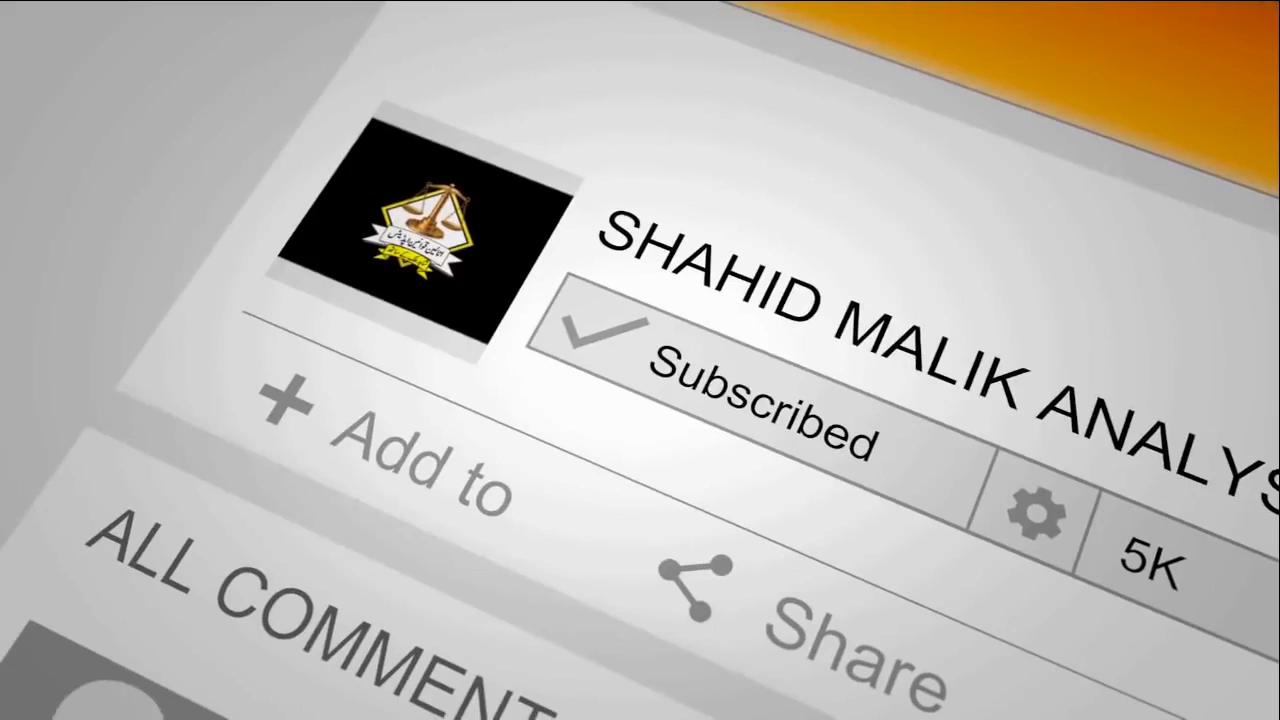 SHAHID MALIK ANALYS
Subscribed
5K
Add to
Share
ALL COMMENT